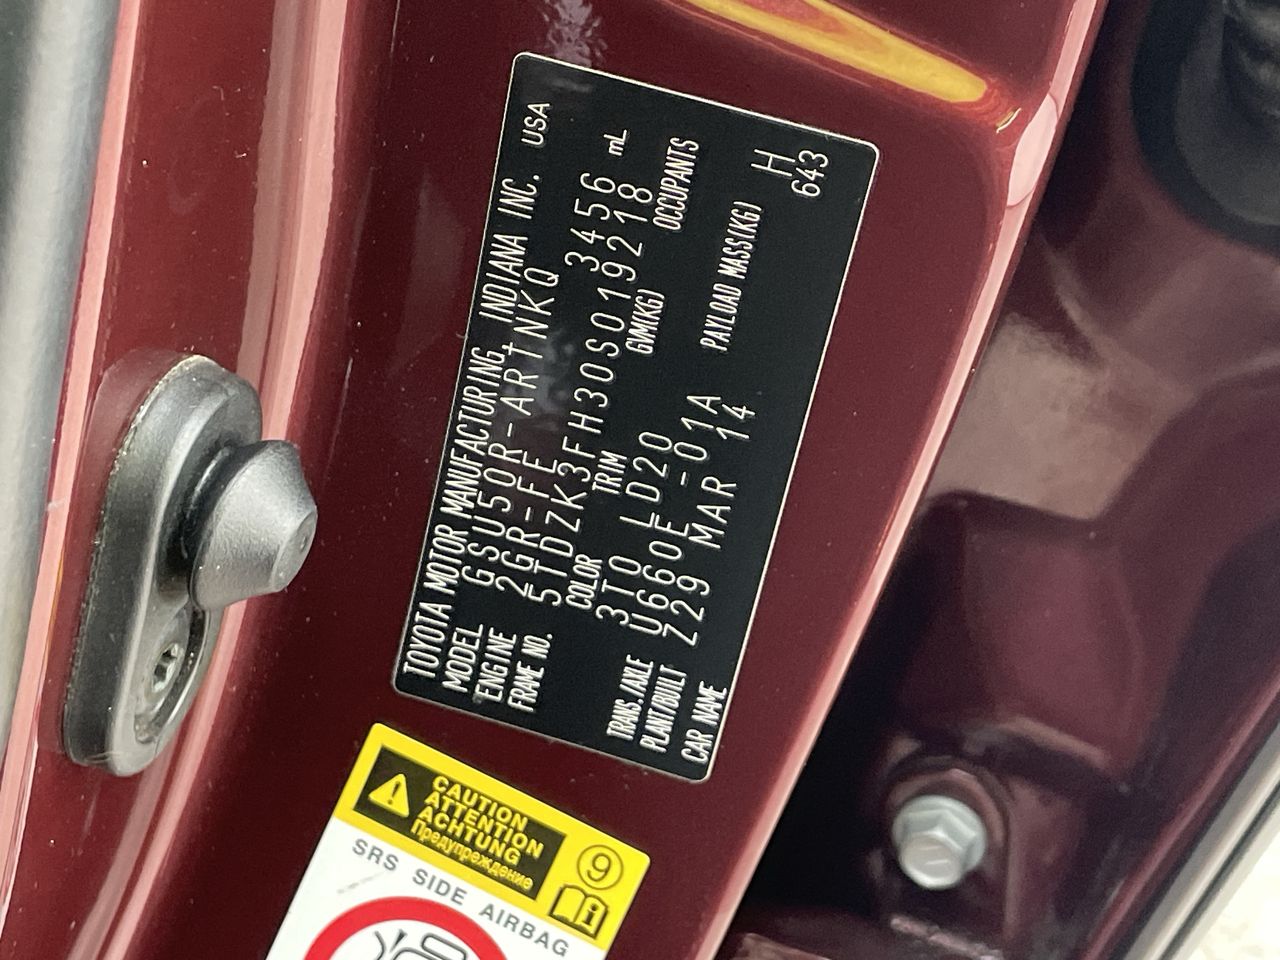 TOYOTA MOTOR MANUFACTURING, INDIANA INC. USA
MODEL GSU50R-ARTNKQ
ENGINE 2GR-FE 3456 mL
FRAME NO. 5TDZK3FH30S019218
COLOR TRIM GVM(KG) OCCUPANTS
3T0 LD20
TRANS./AXLE U660E -01A PAYLOAD MASS(KG)
PLANT/BUILT Z29 MAR 14 H
CAR NAME 643
CAUTION
ATTENTION
ACHTUNG
Предупреждение
9
i
SRS SIDE AIRBAG